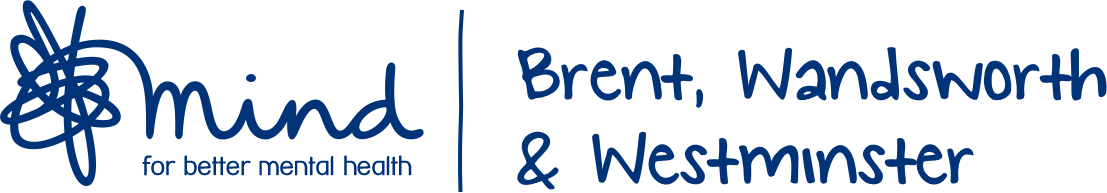 mind
for better mental health
Brent, Wandsworth
& Westminster